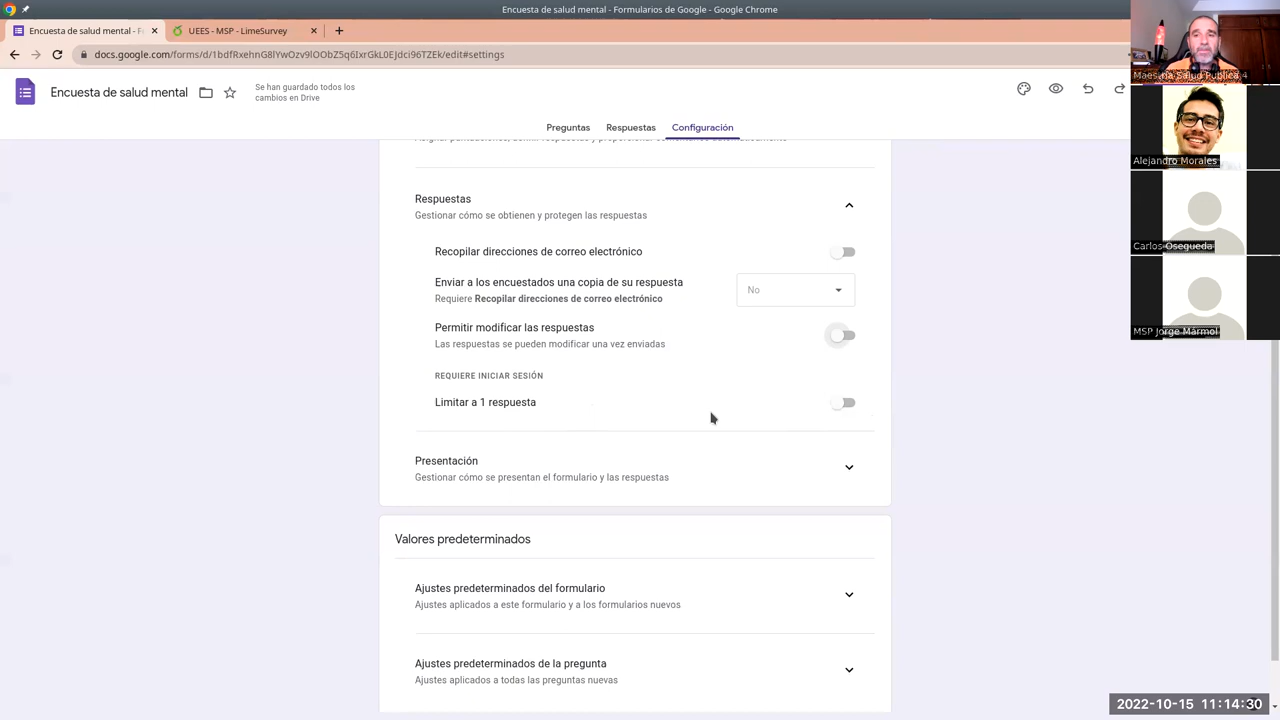 Encuesta de salud mental - Formularios de Google - Google Chrome
Encuesta de salud mental - F
UEES - MSP - LimeSurvey
docs.google.com/forms/d/1bdfRxehnG8lYwOzv9lOObZ5q6IxrGkL0EJdci96TZEk/edit#settings
Encuesta de salud mental
Se han guardado todos los
cambios en Drive
Preguntas
Respuestas
Configuración
Respuestas
Gestionar cómo se obtienen y protegen las respuestas
Recopilar direcciones de correo electrónico
Enviar a los encuestados una copia de su respuesta
Requiere Recopilar direcciones de correo electrónico
No
Permitir modificar las respuestas
Las respuestas se pueden modificar una vez enviadas
REQUIERE INICIAR SESIÓN
Limitar a 1 respuesta
Presentación
Gestionar cómo se presentan el formulario y las respuestas
Valores predeterminados
Ajustes predeterminados del formulario
Ajustes aplicados a este formulario y a los formularios nuevos
Ajustes predeterminados de la pregunta
Ajustes aplicados a todas las preguntas nuevas
Salud Publica 4
Alejandro Morales
Carlos Osegueda
MSP Jorge Mármol
2022-10-15 11:14:30